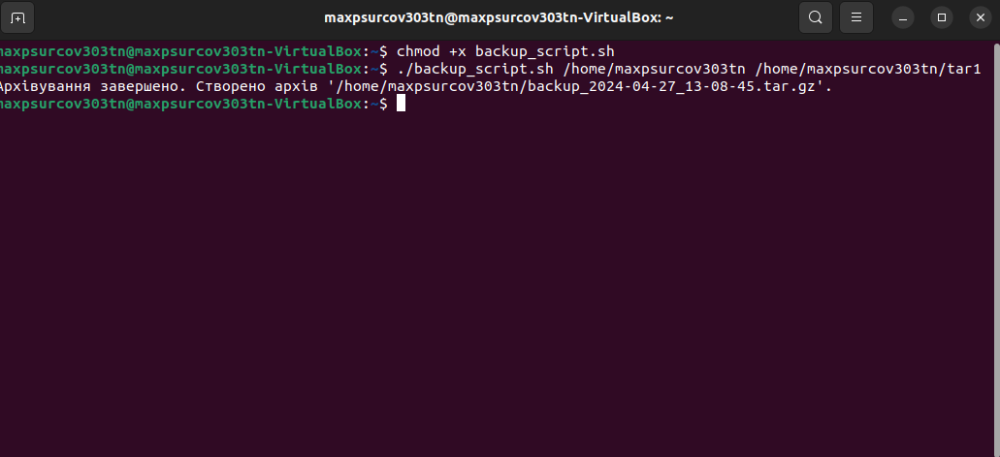 maxpsurcov303tn@maxpsurcov303tn-VirtualBox: ~
maxpsurcov303tn@maxpsurcov303tn-VirtualBox:~$ chmod +x backup_script.sh
maxpsurcov303tn@maxpsurcov303tn-VirtualBox:~$ ./backup_script.sh /home/maxpsurcov303tn /home/maxpsurcov303tn/tar1
Архівування завершено. Створено архів '/home/maxpsurcov303tn/backup_2024-04-27_13-08-45.tar.gz'.
maxpsurcov303tn@maxpsurcov303tn-VirtualBox:~$